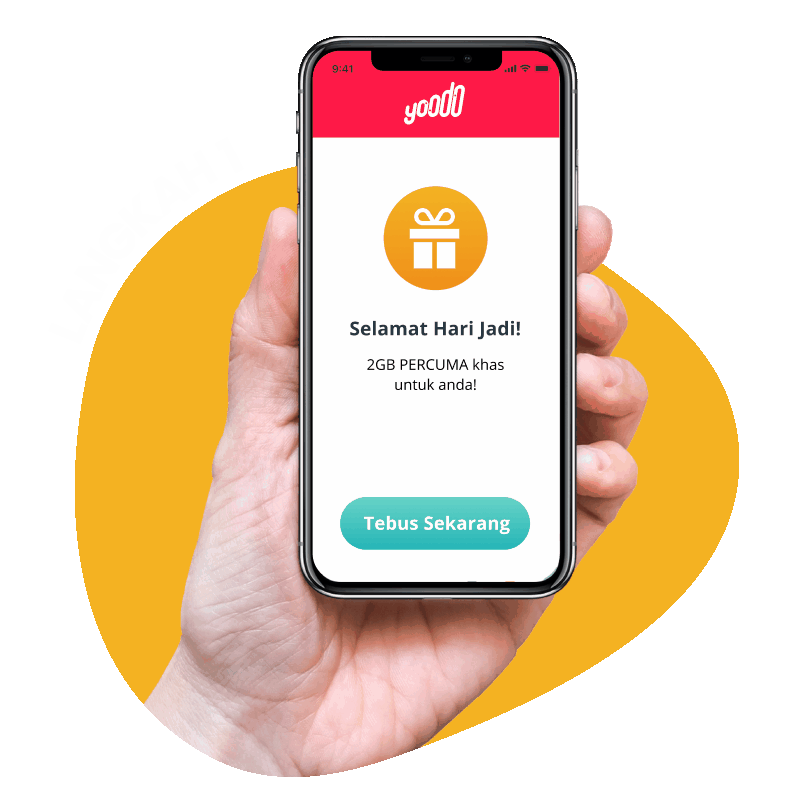 9:41
yoodo
Selamat Hari Jadi!
2GB PERCUMA khas
untuk anda!
Tebus Sekarang